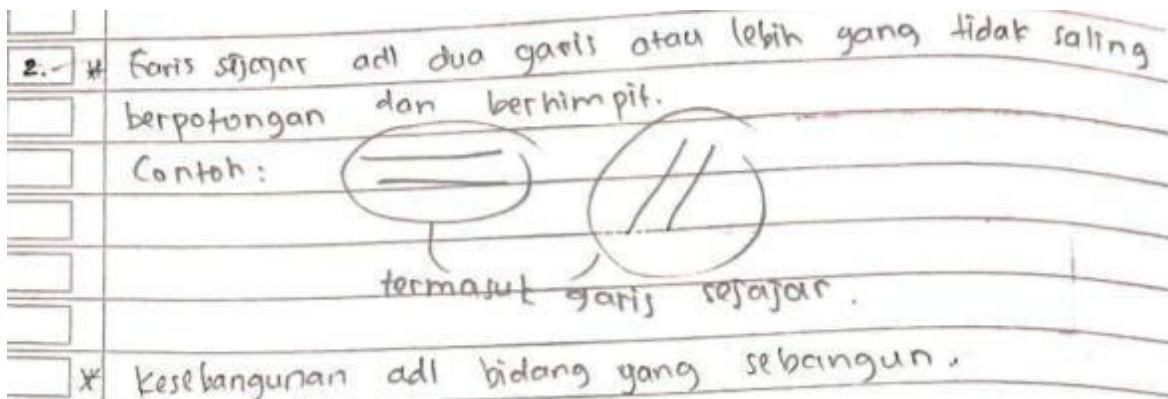 2.- * Garis sejajar adl dua garis atau lebih yang tidak saling
berpotongan dan berhimpit.
Contoh:
termasuk garis sejajar.
* Kesebangunan adl bidang yang sebangun.